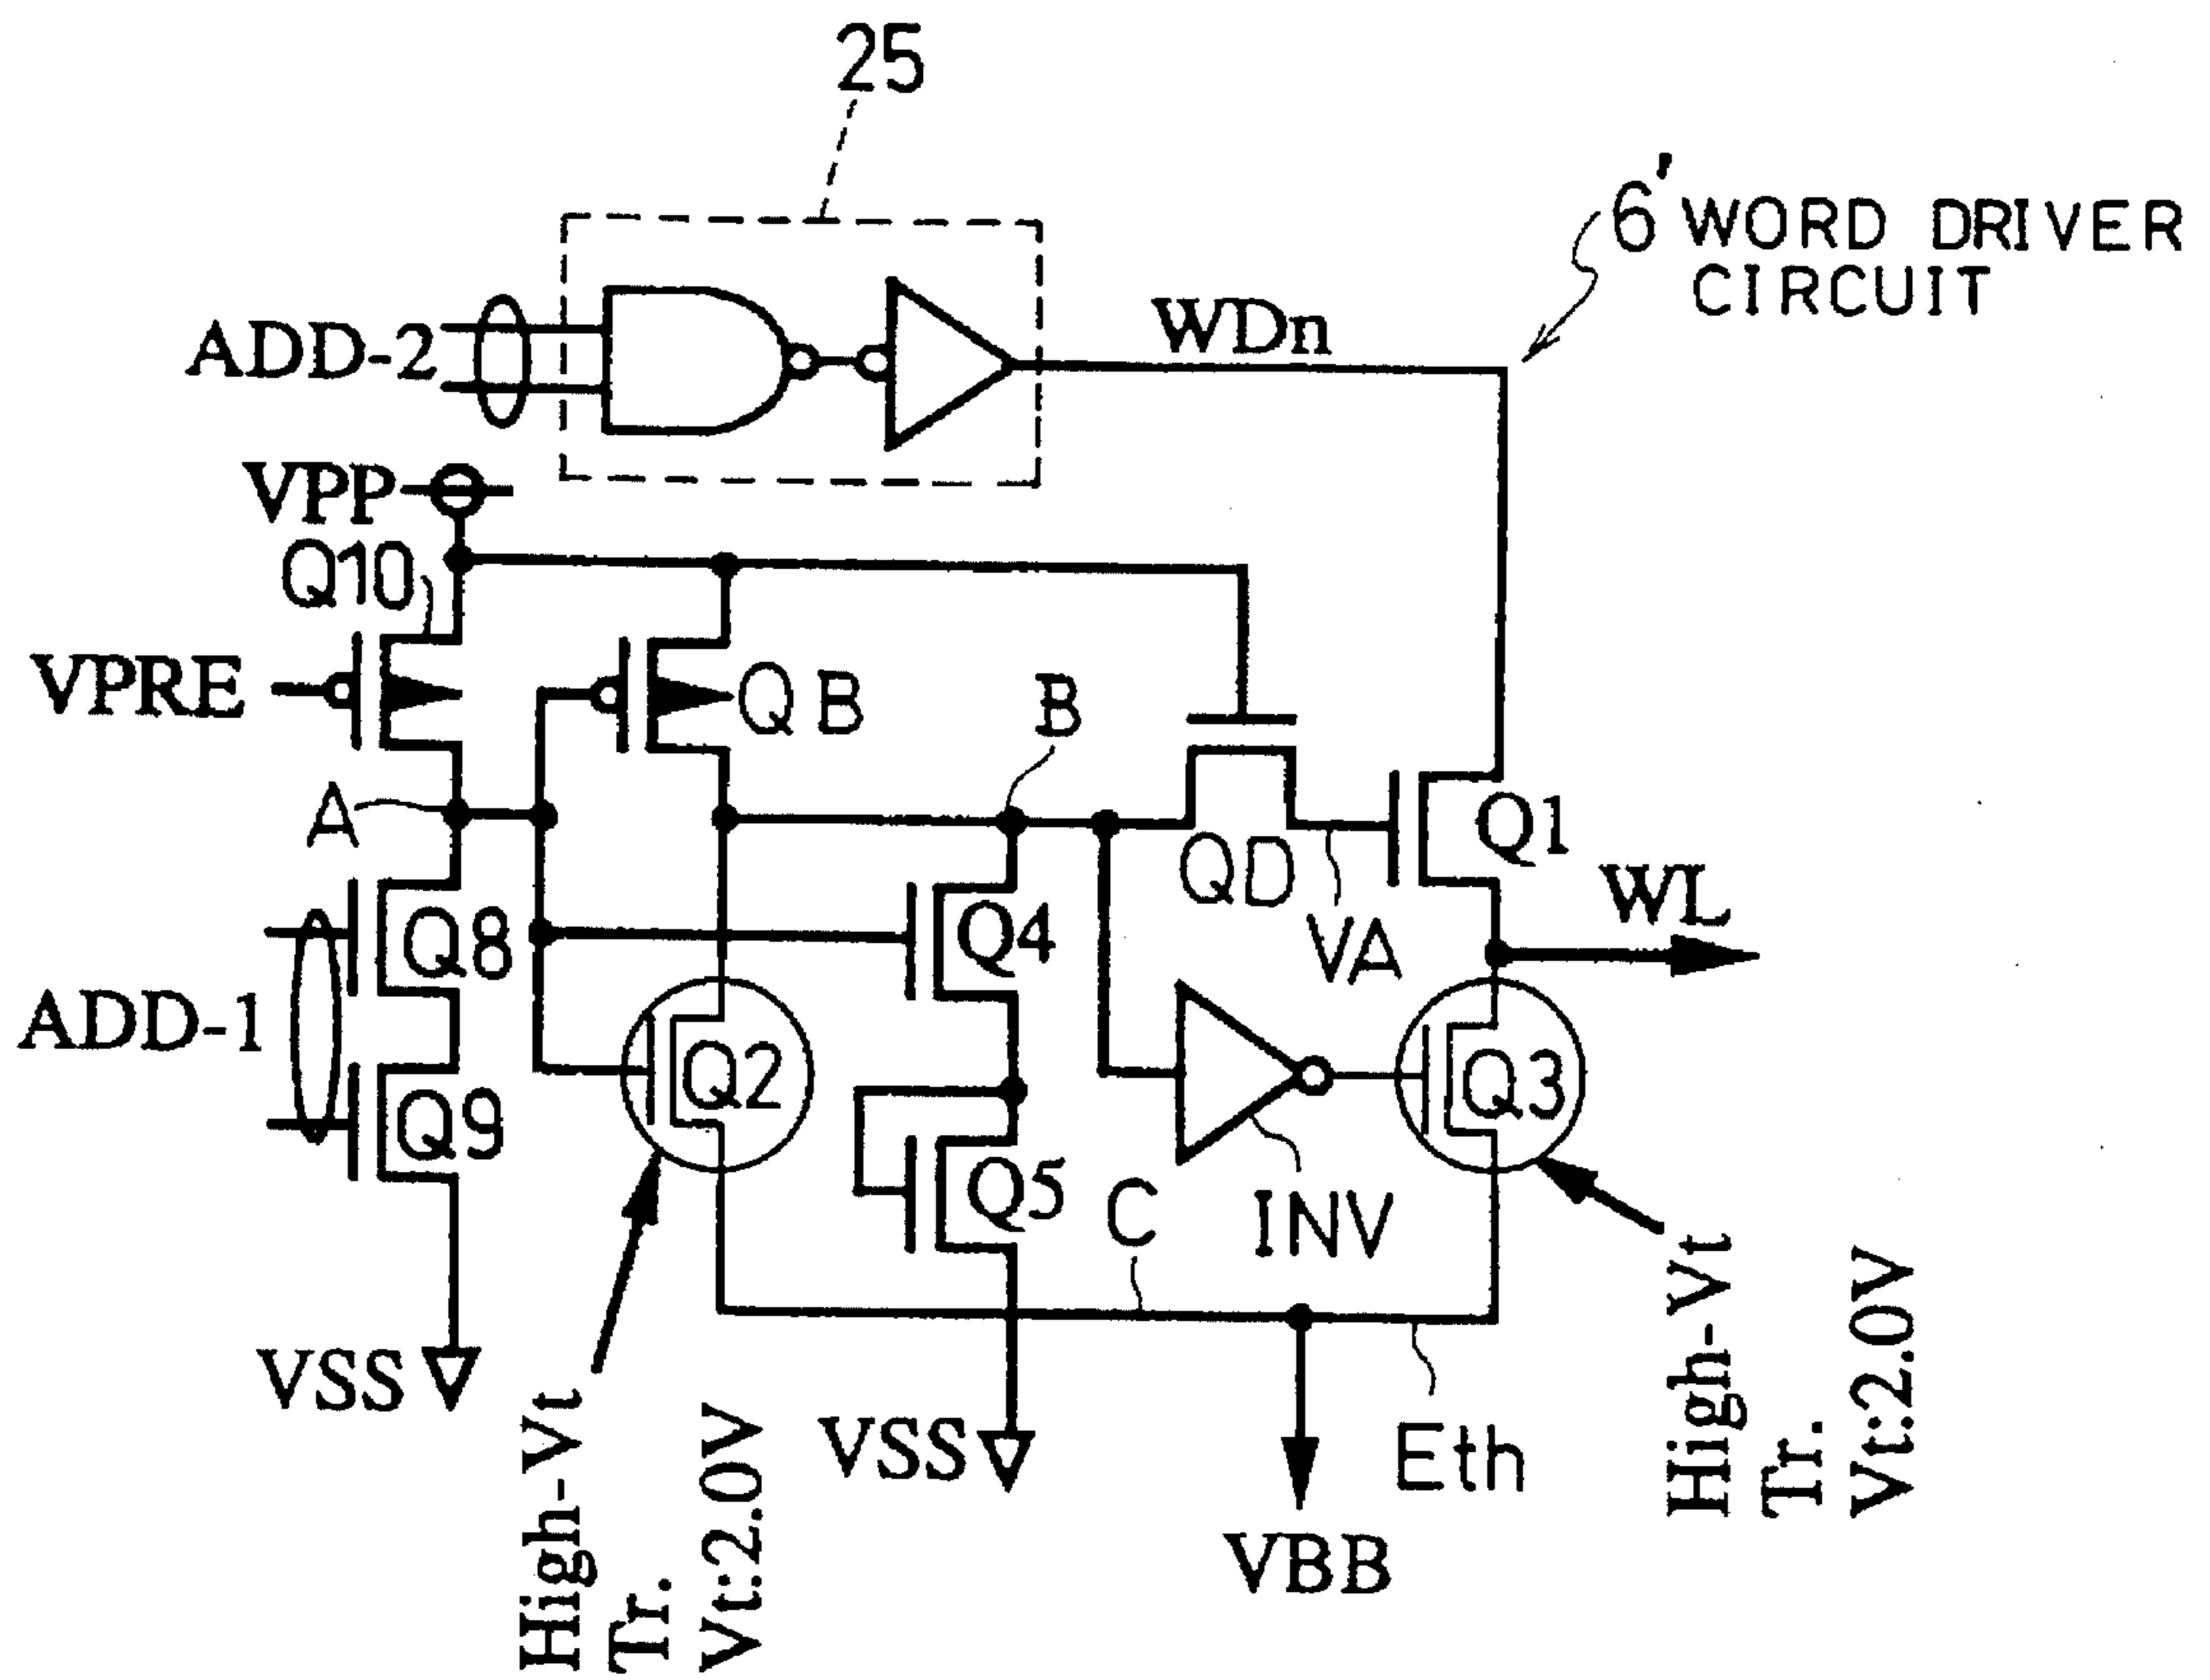 25
6' WORD DRIVER
CIRCUIT
ADD-2
WDn
VPP
Q10
VPRE
QB
B
A
Q1
QD
VA
WL
Q8
Q4
ADD-1
Q2
Q3
Q9
Q5
C
INV
VSS
VSS
Eth
VBB
High-Vt
Tr.
Vt:2.0V
High-Vt
Tr.
Vt:2.0V